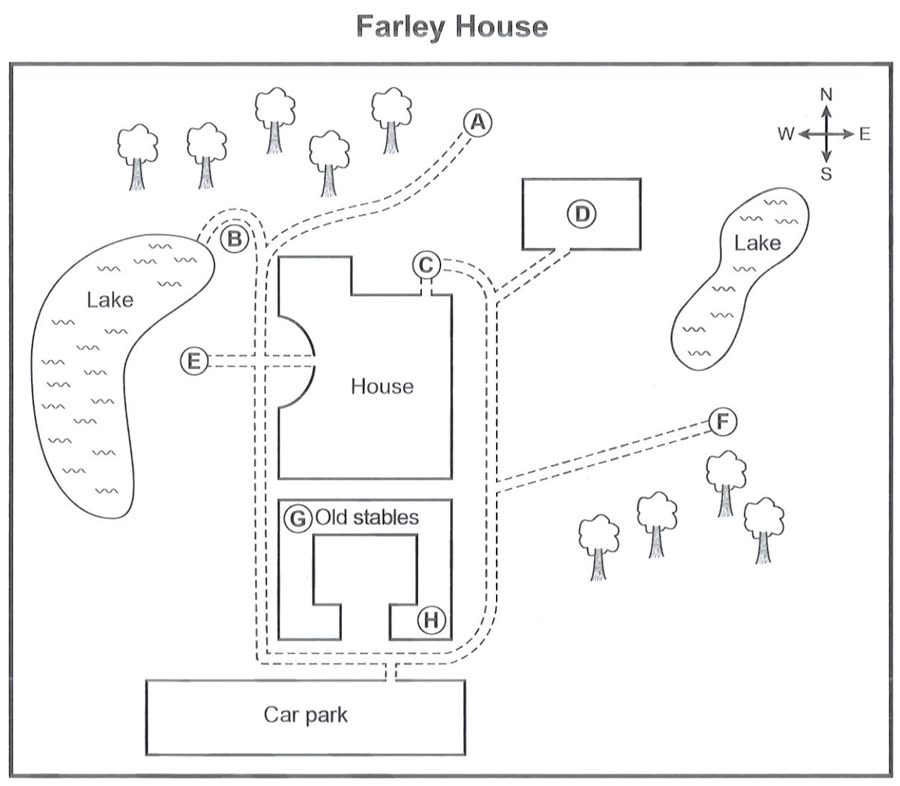 Farley House
N
A
W E
S
D
B
Lake
C
Lake
E
House
F
G Old stables
H
Car park